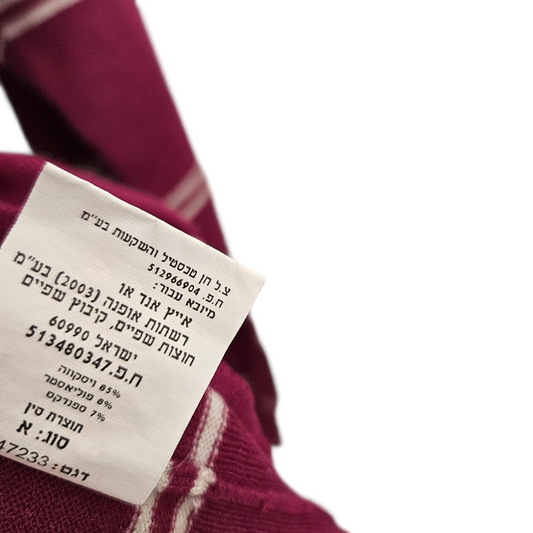 צ.ל חן טכסטיל והשקעות בע"מ
ח.פ. 512966904
מיובא עבור:
אייץ אנד או
רשתות אופנה (2003) בע"מ
חוצות שפיים, קיבוץ שפיים
ישראל 60990
ח.פ.513480347
85% ויסקווה
8% פוליאסטר
7% ספנדקס
תוצרת סין
סוג: א
דגם: 47233